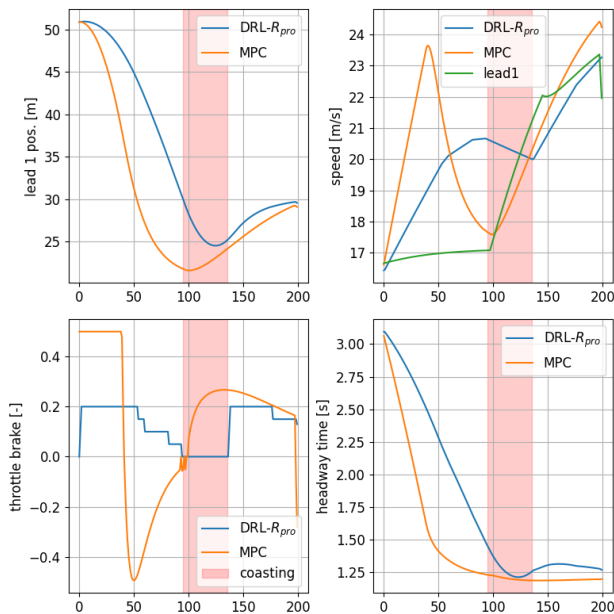 50
45
40
35
30
25
lead 1 pos. [m]
0 50 100 150 200
DRL-R_pro
MPC
24
23
22
21
20
19
18
17
speed [m/s]
0 50 100 150 200
DRL-R_pro
MPC
lead1
0.4
0.2
0.0
−0.2
−0.4
throttle brake [-]
0 50 100 150 200
DRL-R_pro
MPC
coasting
3.00
2.75
2.50
2.25
2.00
1.75
1.50
1.25
headway time [s]
0 50 100 150 200
DRL-R_pro
MPC